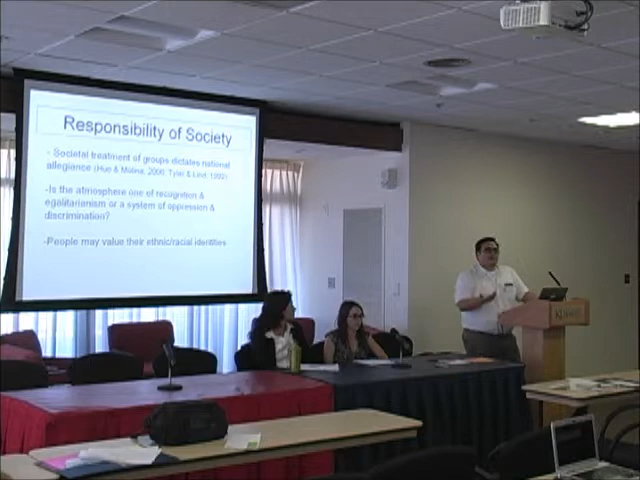 Responsibility of Society
- Societal treatment of groups dictates national
allegiance (Huo & Molina, 2006; Tyler & Lind, 1992)
-Is the atmosphere one of recognition &
egalitarianism or a system of oppression &
discrimination?
-People may value their ethnic/racial identities